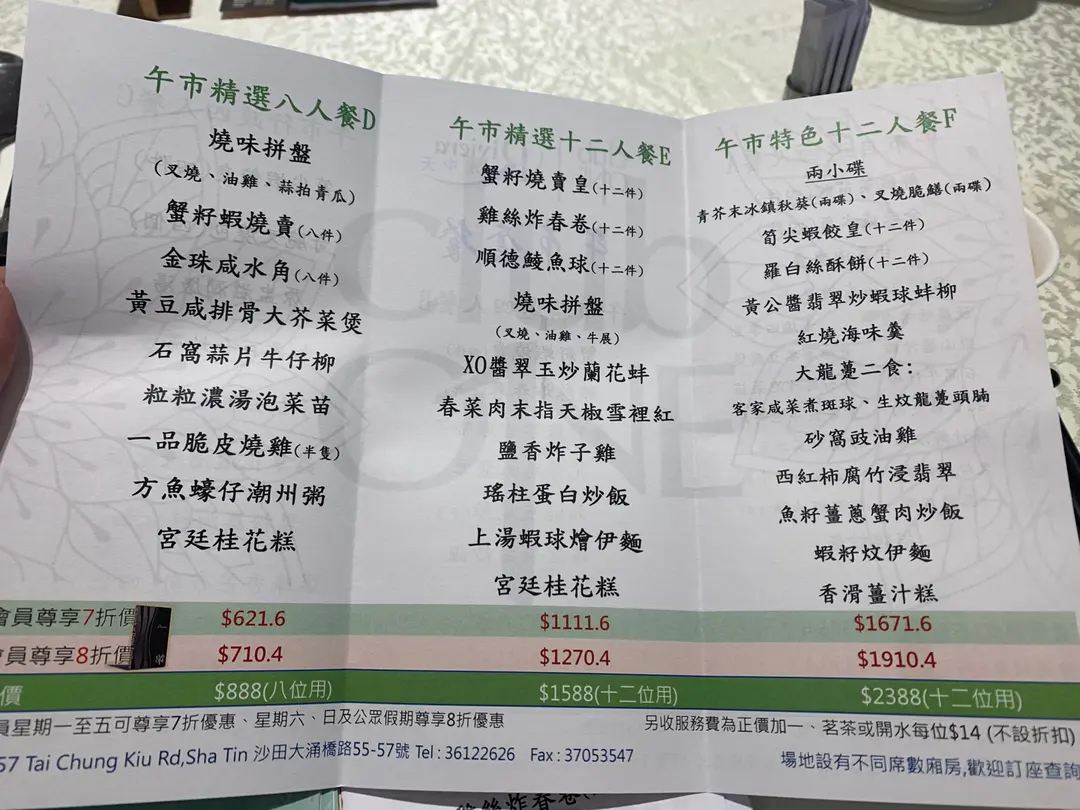 午市精選八人餐D
燒味拼盤
(叉燒、油雞、蒜拍青瓜)
蟹籽蝦燒賣(八件)
金珠咸水角(八件)
黃豆咸排骨大芥菜煲
石窩蒜片牛仔柳
粒粒濃湯泡菜苗
一品脆皮燒雞(半隻)
方魚蠔仔潮州粥
宮廷桂花糕
午市精選十二人餐E
蟹籽燒賣皇(十二件)
雞絲炸春卷(十二件)
順德鯪魚球(十二件)
燒味拼盤
(叉燒、油雞、牛展)
XO醬翠玉炒蘭花蚌
春菜肉末指天椒雪裡紅
鹽香炸子雞
瑤柱蛋白炒飯
上湯蝦球燴伊麵
宮廷桂花糕
午市特色十二人餐F
兩小碟
青芥末冰鎮秋葵(兩碟)、叉燒脆鱔(兩碟)
筍尖蝦餃皇(十二件)
羅白絲酥餅(十二件)
黃公醬翡翠炒蝦球蚌柳
紅燒海味羹
大龍躉二食：
客家咸菜煮斑球、生炆龍躉頭腩
砂窩豉油雞
西紅柿腐竹浸翡翠
魚籽薑蔥蟹肉炒飯
蝦籽炆伊麵
香滑薑汁糕
會員尊享7折價 $621.6 $1111.6 $1671.6
員尊享8折價 $710.4 $1270.4 $1910.4
價 $888(八位用) $1588(十二位用) $2388(十二位用)
員星期一至五可尊享7折優惠、星期六、日及公眾假期尊享8折優惠
另收服務費為正價加一、茗茶或開水每位$14 (不設折扣)
57 Tai Chung Kiu Rd,Sha Tin 沙田大涌橋路55-57號 Tel : 36122626 Fax : 37053547
場地設有不同席數廂房,歡迎訂座查詢
Club
ONE